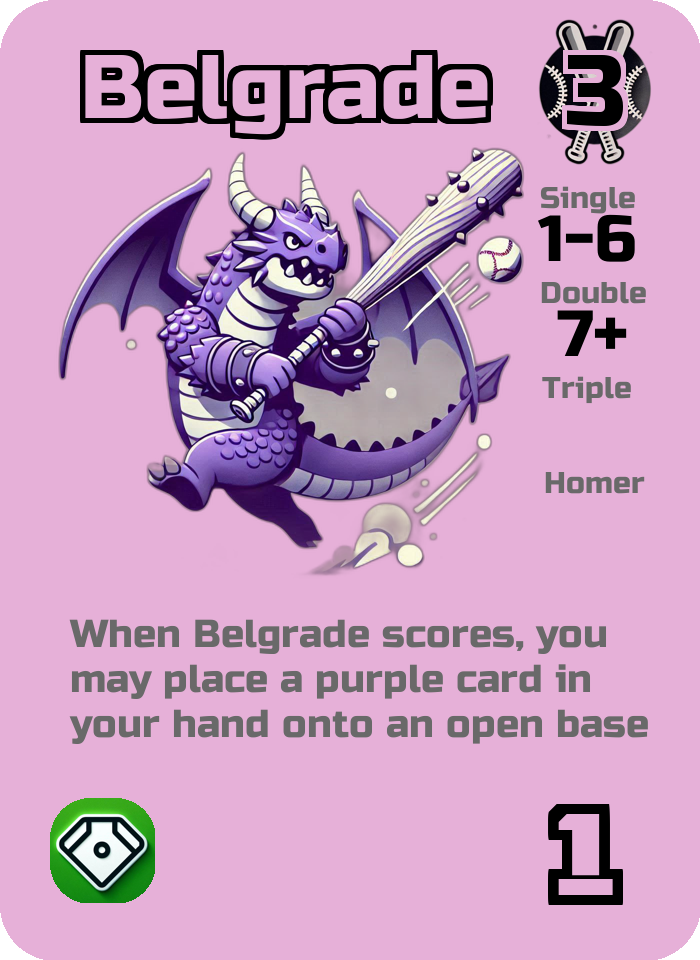 Belgrade
3
Single
1-6
Double
7+
Triple
Homer
When Belgrade scores, you
may place a purple card in
your hand onto an open base
1